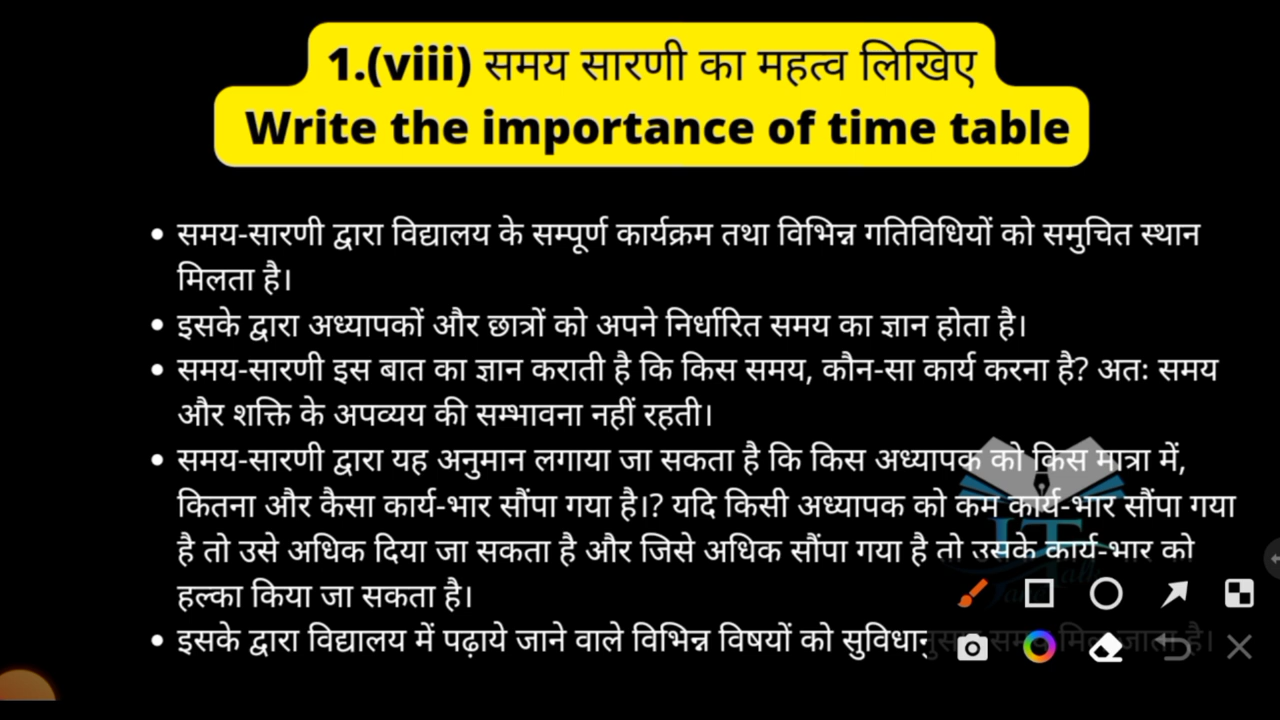 1.(viii) समय सारणी का महत्व लिखिए
Write the importance of time table
• समय-सारणी द्वारा विद्यालय के सम्पूर्ण कार्यक्रम तथा विभिन्न गतिविधियों को समुचित स्थान
मिलता है।
• इसके द्वारा अध्यापकों और छात्रों को अपने निर्धारित समय का ज्ञान होता है।
• समय-सारणी इस बात का ज्ञान कराती है कि किस समय, कौन-सा कार्य करना है? अतः समय
और शक्ति के अपव्यय की सम्भावना नहीं रहती।
• समय-सारणी द्वारा यह अनुमान लगाया जा सकता है कि किस अध्यापक को किस मात्रा में,
कितना और कैसा कार्य-भार सौंपा गया है।? यदि किसी अध्यापक को कम कार्य-भार सौंपा गया
है तो उसे अधिक दिया जा सकता है और जिसे अधिक सौंपा गया है तो उसके कार्य-भार को
हल्का किया जा सकता है।
• इसके द्वारा विद्यालय में पढ़ाये जाने वाले विभिन्न विषयों को सुविधानुसार समय मिल जाता है।